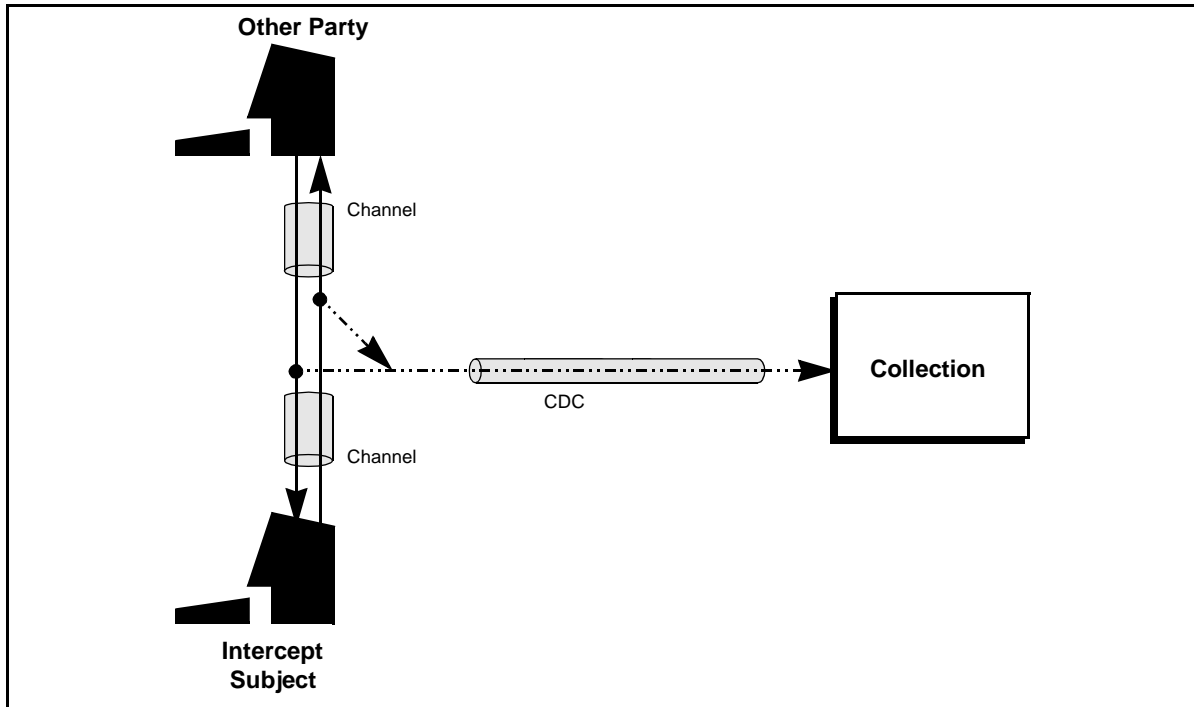 Other Party
Channel
Collection
CDC
Channel
Intercept
Subject